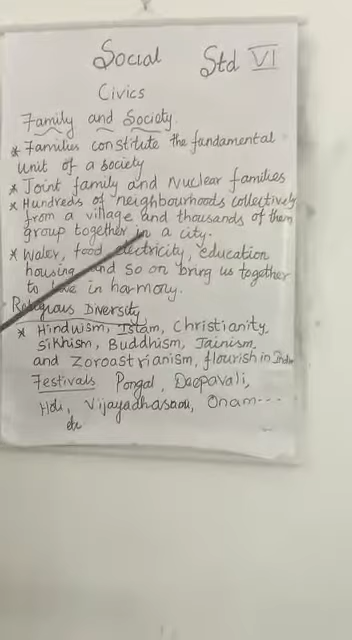 Social Std VI
Civics
Family and Society
* Families constitute the fundamental
unit of a society
* Joint family and Nuclear families
* Hundreds of neighbourhoods collectively
from a village and thousands of them
group together in a city.
* Water, food electricity, education
housing and so on bring us together
to live in harmony.
Religious Diversity
* Hinduism, Islam, Christianity,
Sikhism, Buddhism, Jainism,
and Zoroastrianism, flourish in India
Festivals Pongal, Deepavali,
Holi, Vijayadhasami, Onam---
etc